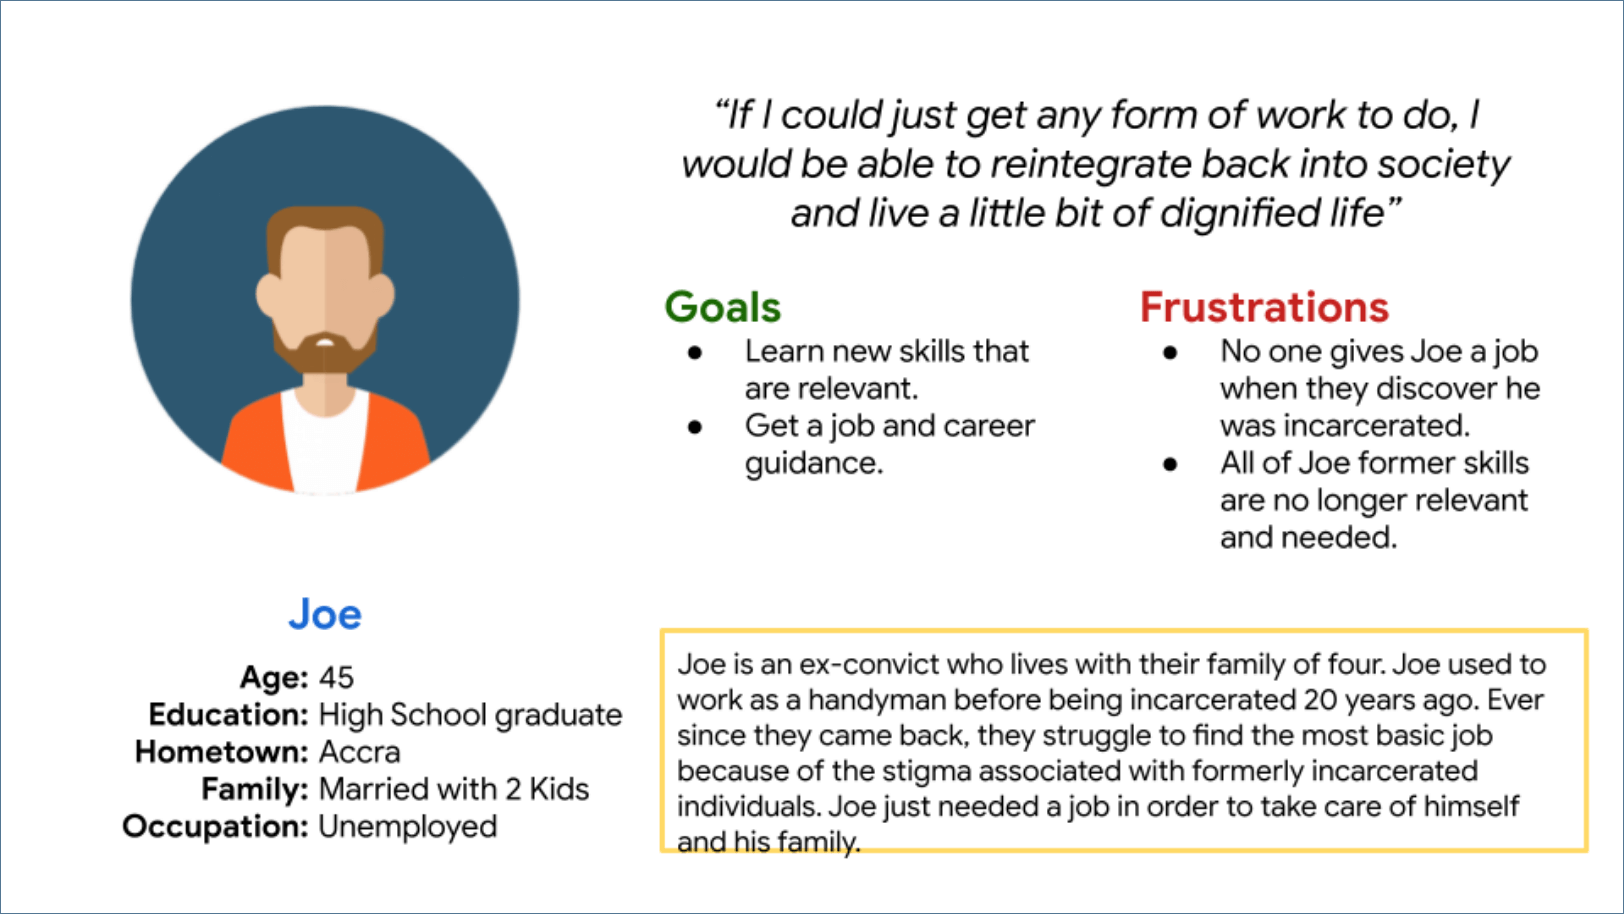 “If I could just get any form of work to do, I
would be able to reintegrate back into society
and live a little bit of dignified life”
Goals
● Learn new skills that
are relevant.
● Get a job and career
guidance.
Frustrations
● No one gives Joe a job
when they discover he
was incarcerated.
● All of Joe former skills
are no longer relevant
and needed.
Joe
Age: 45
Education: High School graduate
Hometown: Accra
Family: Married with 2 Kids
Occupation: Unemployed
Joe is an ex-convict who lives with their family of four. Joe used to
work as a handyman before being incarcerated 20 years ago. Ever
since they came back, they struggle to find the most basic job
because of the stigma associated with formerly incarcerated
individuals. Joe just needed a job in order to take care of himself
and his family.